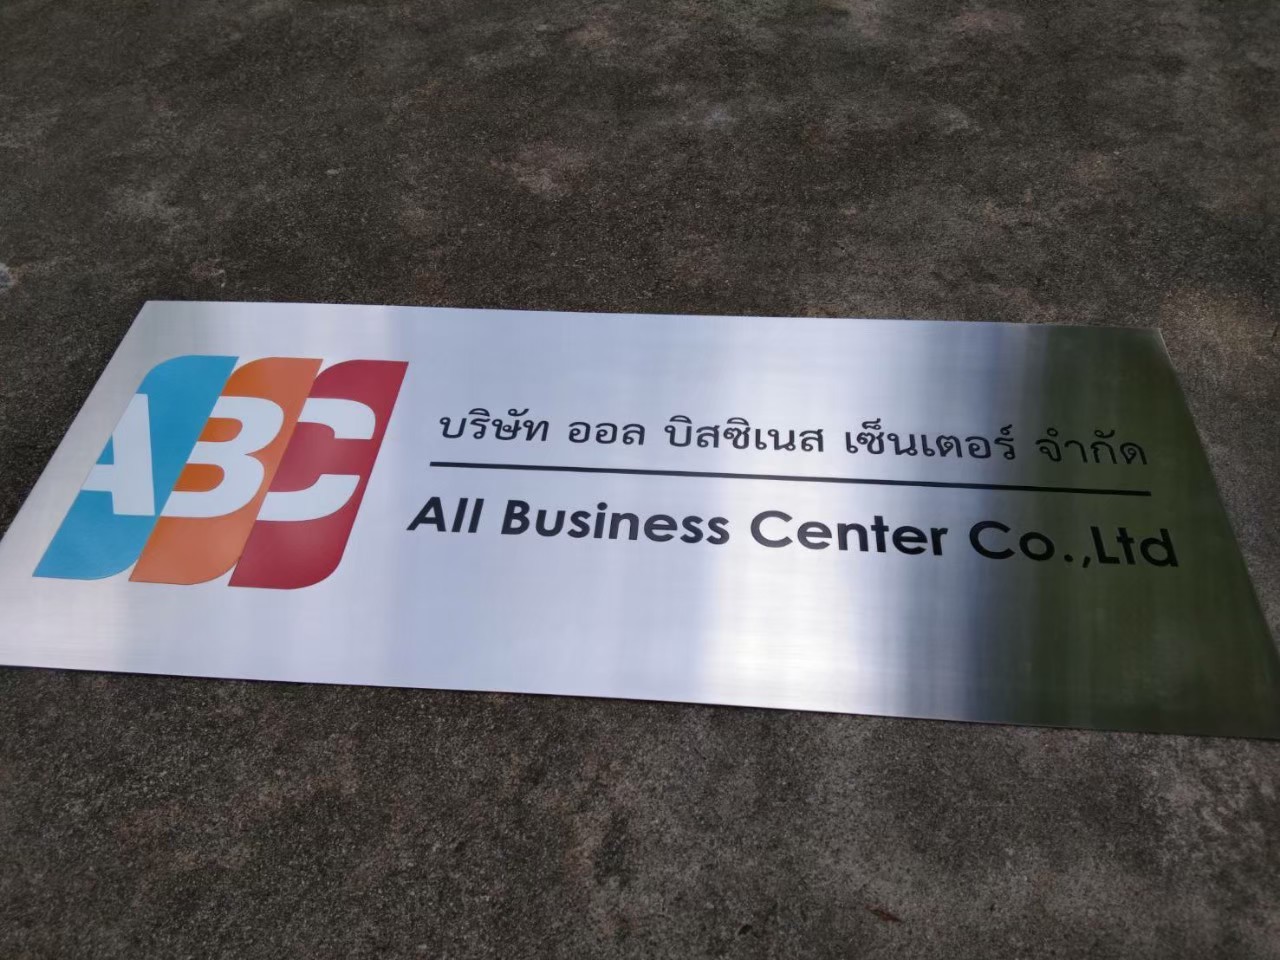 ABC
บริษัท ออล บิสซิเนส เซ็นเตอร์ จำกัด
All Business Center Co.,Ltd